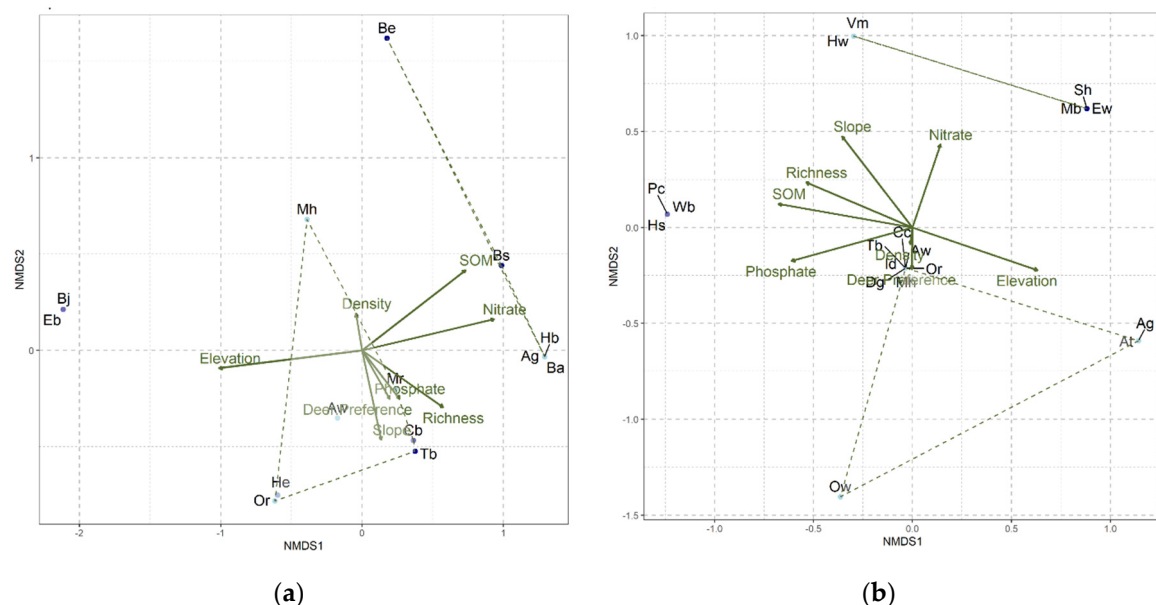 Be
1
Mh
Bs
SOM
Bj
Eb
Density
Nitrate
Hb
0
Elevation
Ag
Ba
Mr
Phosphate
Deer Preference
Aw
Richness
Slope
Cb
Tb
He
Or
-2
-1
0
1
NMDS1
NMDS2
(a)
Vm
1.0
Hw
Sh
Mb
Ew
0.5
Slope
Nitrate
Richness
Pc
SOM
Wb
Hs
0.0
Cc
Tb
Aw
Density
Id
Or
Phosphate
Dg
Deer Preference
Mh
Elevation
Ag
At
-0.5
-1.0
Ow
-1.5
-1.0
-0.5
0.0
0.5
1.0
NMDS1
NMDS2
(b)